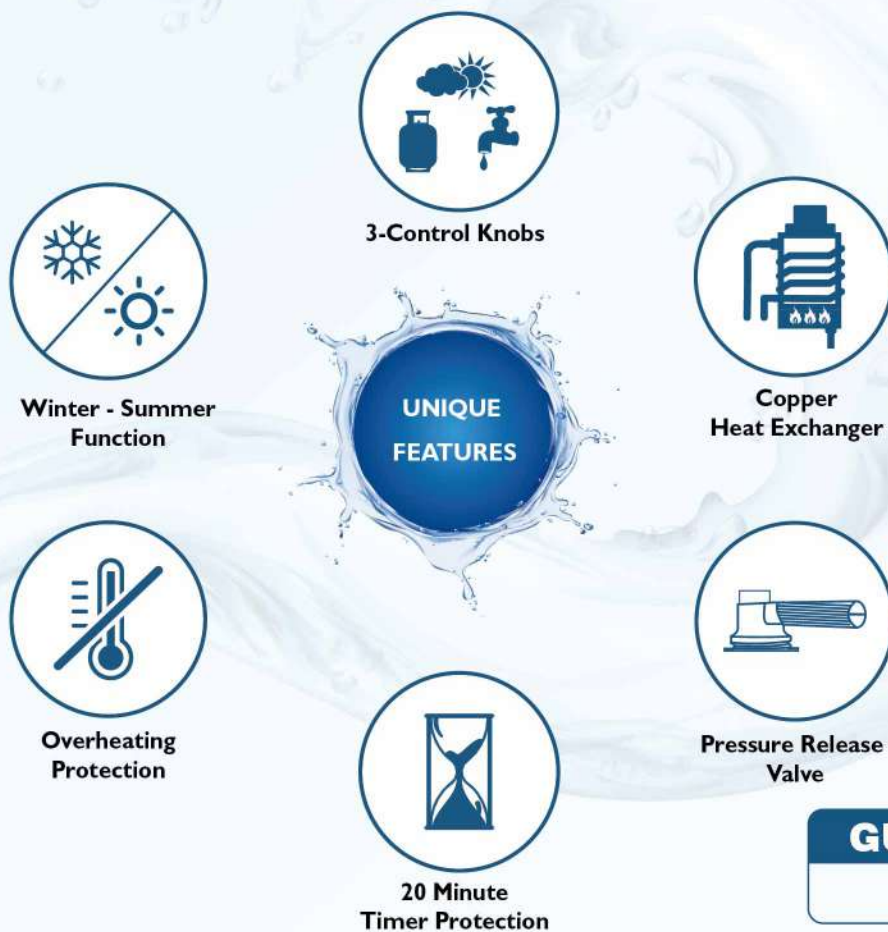 3-Control Knobs
Winter - Summer
Function
Copper
Heat Exchanger
UNIQUE
FEATURES
Overheating
Protection
Pressure Release
Valve
20 Minute
Timer Protection